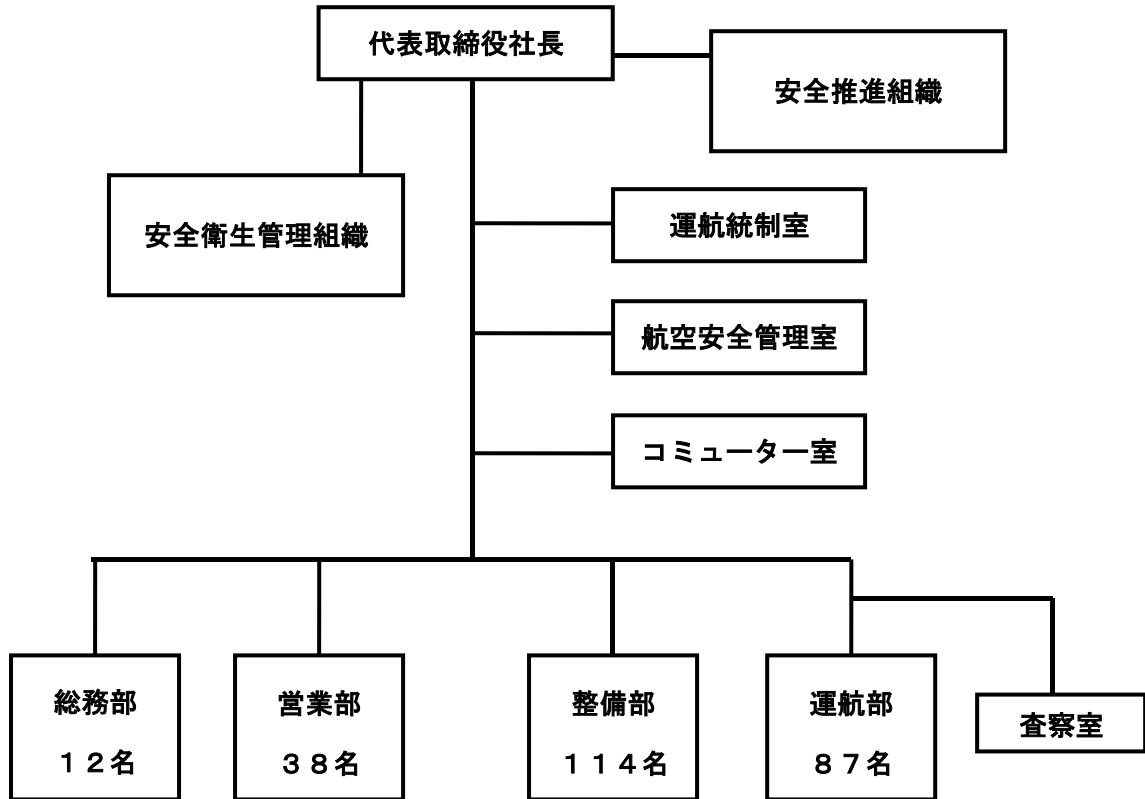 代表取締役社長
安全推進組織
安全衛生管理組織
運航統制室
航空安全管理室
コミューター室
総務部
１２名
営業部
３８名
整備部
１１４名
運航部
８７名
査察室